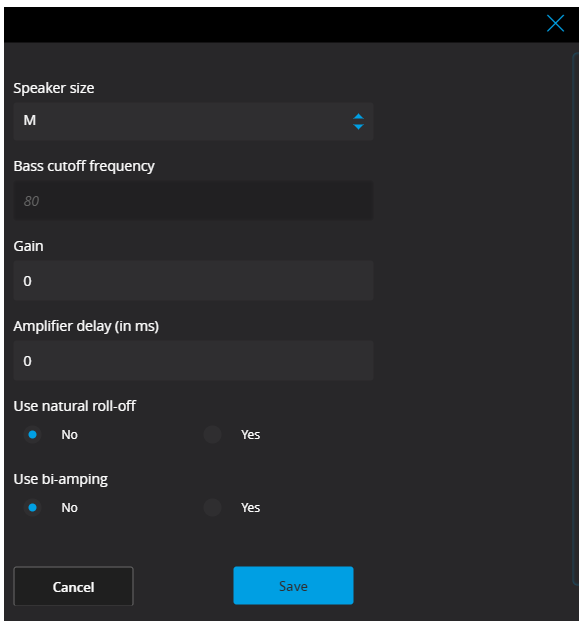 Speaker size
M
Bass cutoff frequency
80
Gain
0
Amplifier delay (in ms)
0
Use natural roll-off
No Yes
Use bi-amping
No Yes
Cancel Save